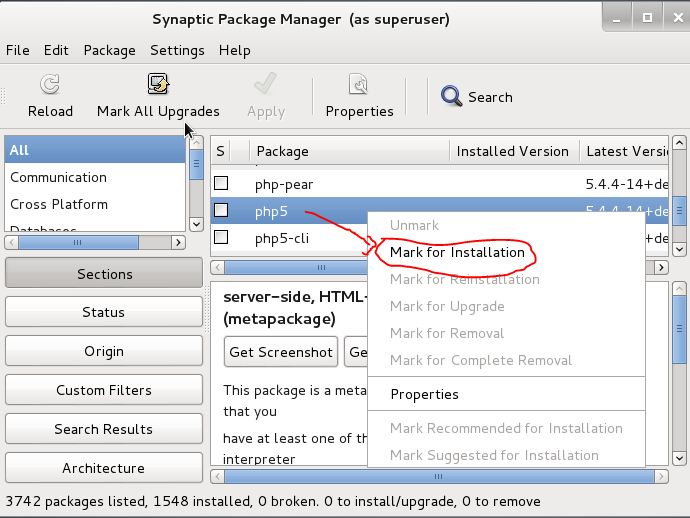 Synaptic Package Manager (as superuser)
File Edit Package Settings Help
Reload Mark All Upgrades Apply Properties Search
All
Communication
Cross Platform
Databases
Sections
Status
Origin
Custom Filters
Search Results
Architecture
S Package Installed Version Latest Versi
php-pear 5.4.4-14+de
php5 5.4.4-14+de
php5-cli
Unmark
Mark for Installation
Mark for Reinstallation
Mark for Upgrade
Mark for Removal
Mark for Complete Removal
Properties
Mark Recommended for Installation
Mark Suggested for Installation
server-side, HTML-
(metapackage)
Get Screenshot Ge
This package is a meta
that you
have at least one of th
interpreter
3742 packages listed, 1548 installed, 0 broken. 0 to install/upgrade, 0 to remove